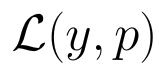 ℒ(y, p)